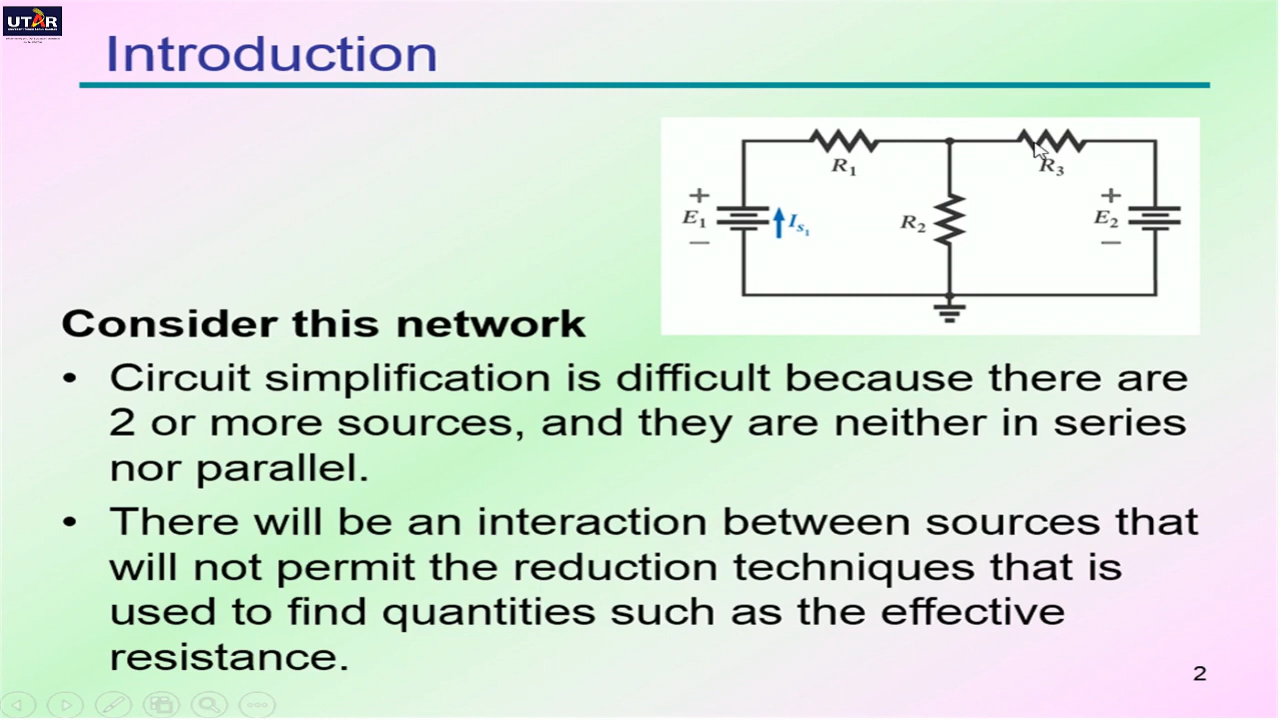 UTAR
Introduction
R1
R3
+
+
E1
Is1
R2
E2
−
−
Consider this network
• Circuit simplification is difficult because there are
2 or more sources, and they are neither in series
nor parallel.
• There will be an interaction between sources that
will not permit the reduction techniques that is
used to find quantities such as the effective
resistance.
2